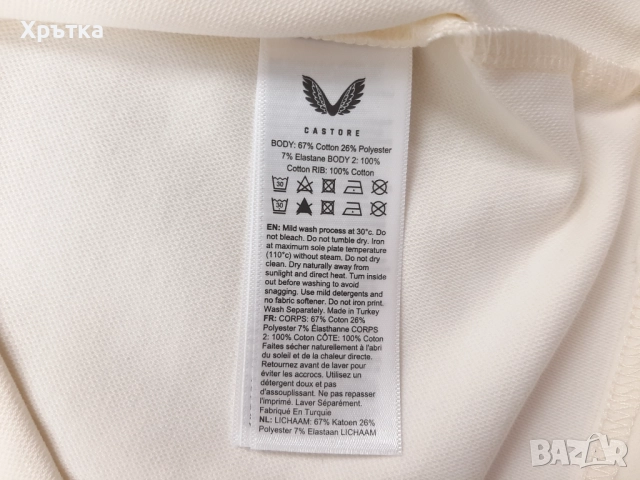 Хрътка
CASTORE
BODY: 67% Cotton 26% Polyester
7% Elastane BODY 2: 100%
Cotton RIB: 100% Cotton
30
30
EN: Mild wash process at 30°c. Do
not bleach. Do not tumble dry. Iron
at maximum sole plate temperature
(110°c) without steam. Do not dry
clean. Dry naturally away from
sunlight and direct heat. Turn inside
out before washing to avoid
snagging. Use mild detergents and
no fabric softener. Do not iron print.
Wash Separately. Made in Turkey
FR: CORPS: 67% Coton 26%
Polyester 7% Élasthanne CORPS
2: 100% Coton CÔTE: 100% Coton
Faites sécher naturellement à l'abri
du soleil et de la chaleur directe.
Retournez avant de laver pour
éviter les accrocs. Utilisez un
détergent doux et pas
d'assouplissant. Ne pas repasser
l'imprimé. Laver Séparément.
Fabriqué En Turquie
NL: LICHAAM: 67% Katoen 26%
Polyester 7% Elastaan LICHAAM
BAZAR
bg